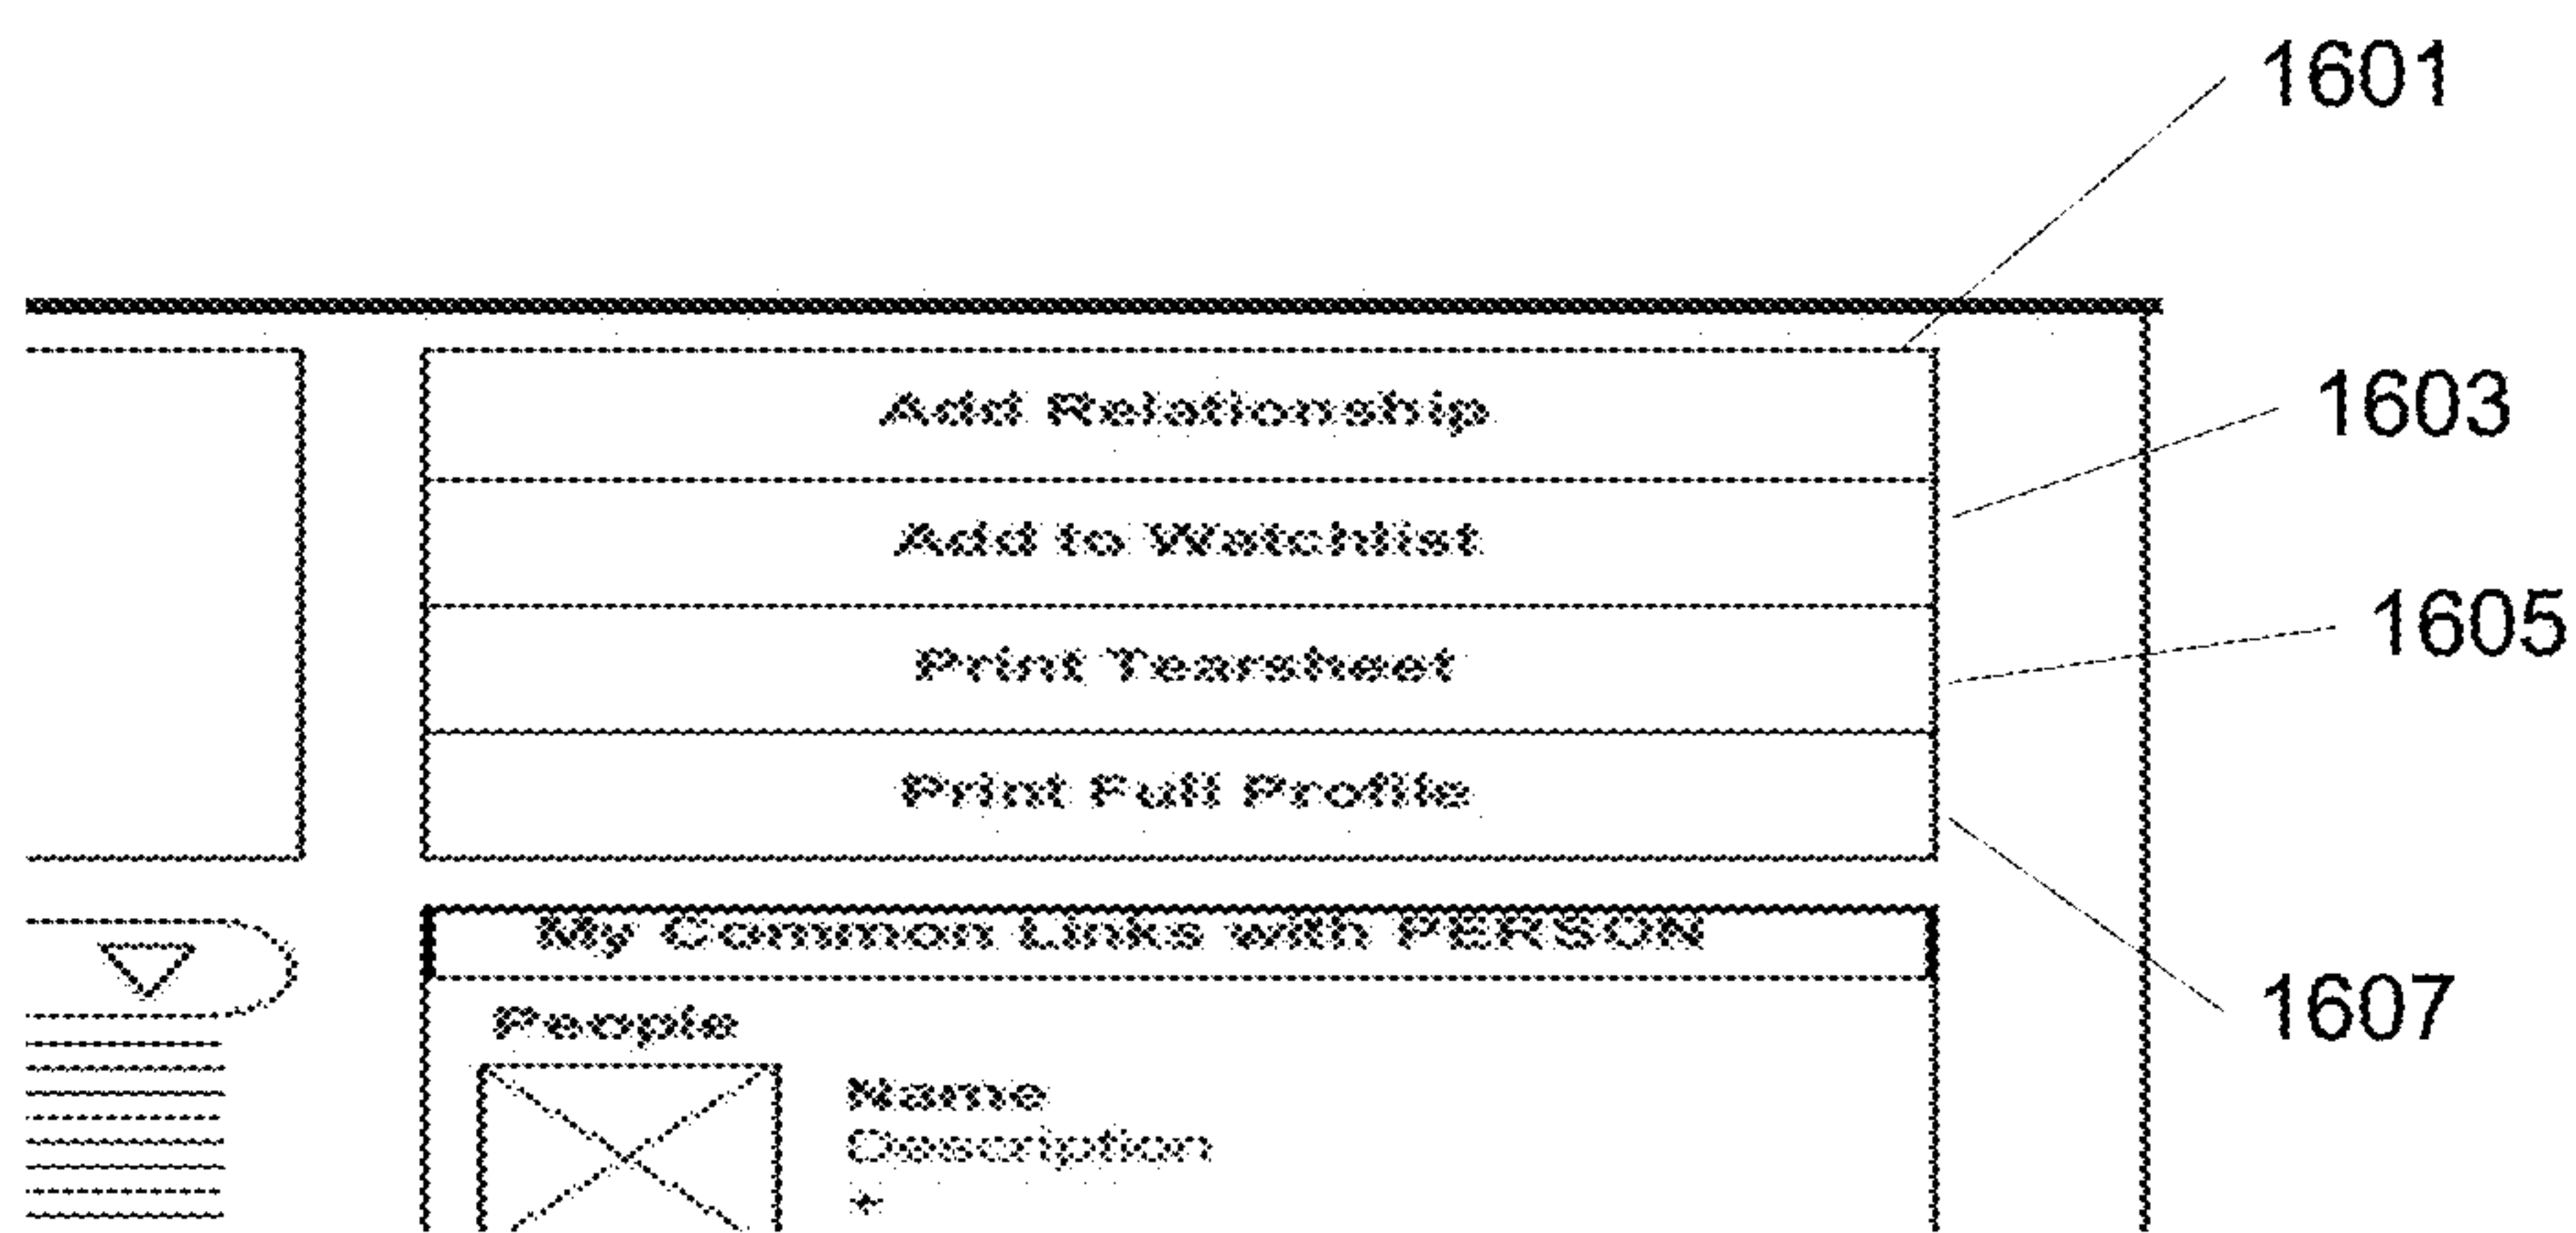 1601
Add Relationship
1603
Add to Watchlist
1605
Print Tearsheet
Print Full Profile
1607
My Common Links with PERSON
People
Name
Description
+